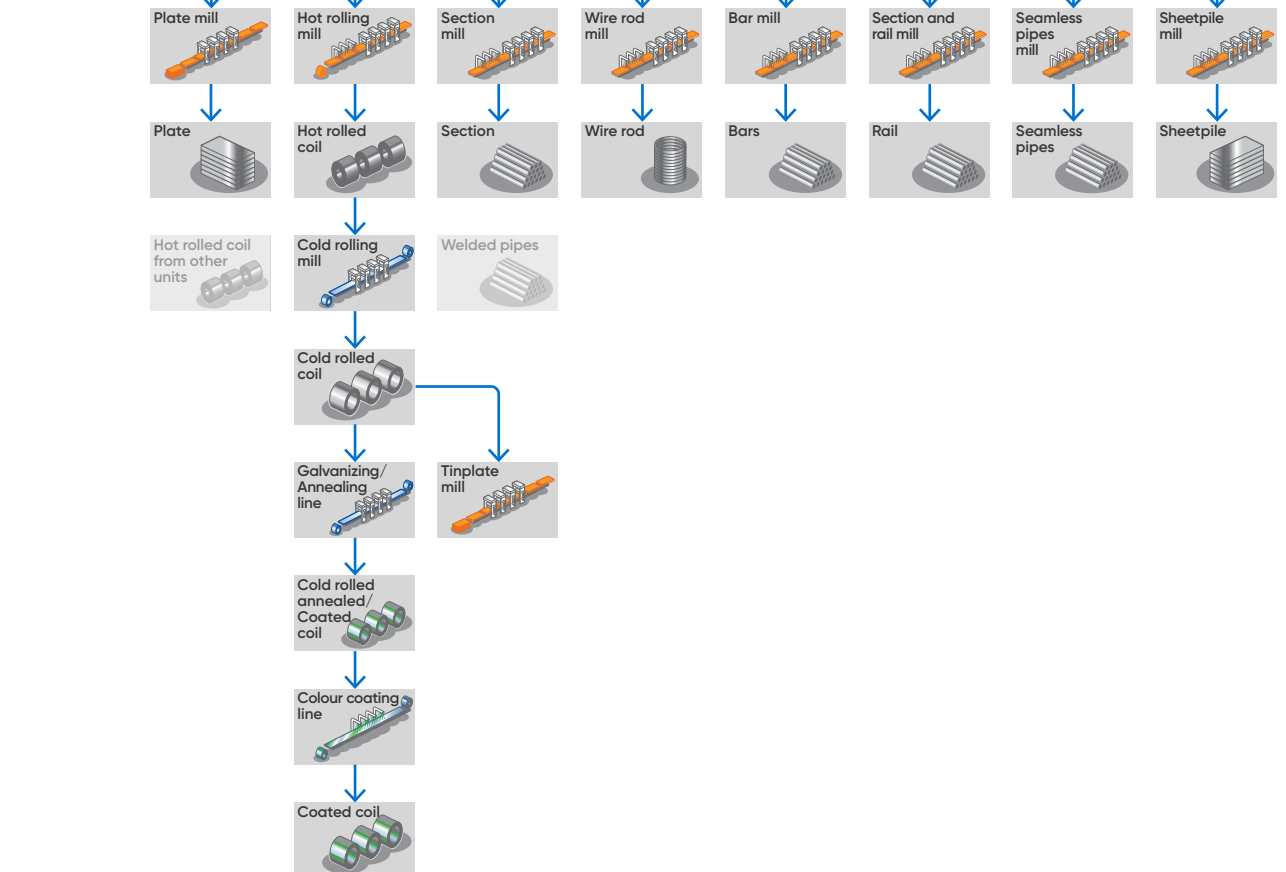 Plate mill
Hot rolling
mill
Section
mill
Wire rod
mill
Bar mill
Section and
rail mill
Seamless
pipes
mill
Sheetpile
mill
Plate
Hot rolled
coil
Section
Wire rod
Bars
Rail
Seamless
pipes
Sheetpile
Hot rolled coil
from other
units
Cold rolling
mill
Welded pipes
Cold rolled
coil
Galvanizing/
Annealing
line
Tinplate
mill
Cold rolled
annealed/
Coated
coil
Colour coating
line
Coated coil